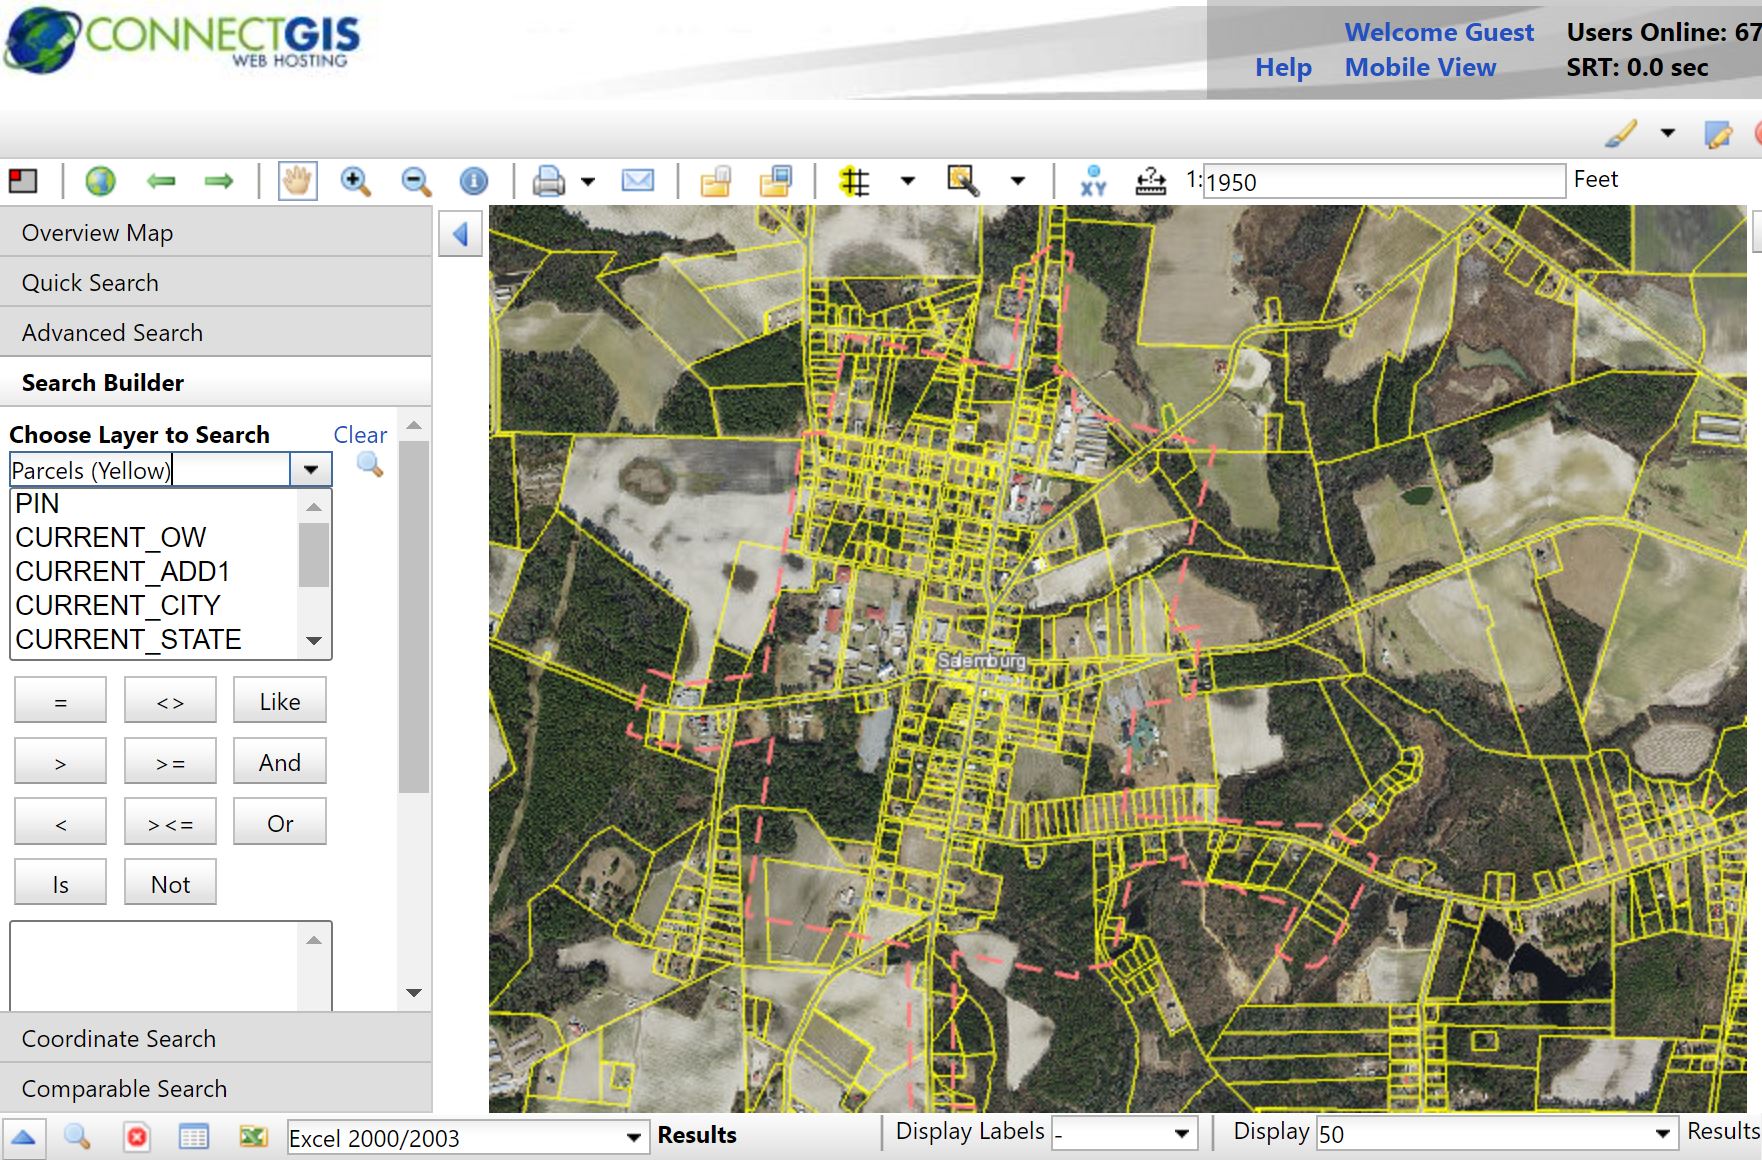 CONNECTGIS
WEB HOSTING
Welcome Guest
Users Online: 67
Help
Mobile View
SRT: 0.0 sec
XY
1:
1950
Feet
Overview Map
Quick Search
Advanced Search
Search Builder
Choose Layer to Search
Clear
Parcels (Yellow)
PIN
CURRENT_OW
CURRENT_ADD1
CURRENT_CITY
CURRENT_STATE
=
<>
Like
>
>=
And
<
><=
Or
Is
Not
Salemburg
Coordinate Search
Comparable Search
Excel 2000/2003
Results
Display Labels
-
Display
50
Results